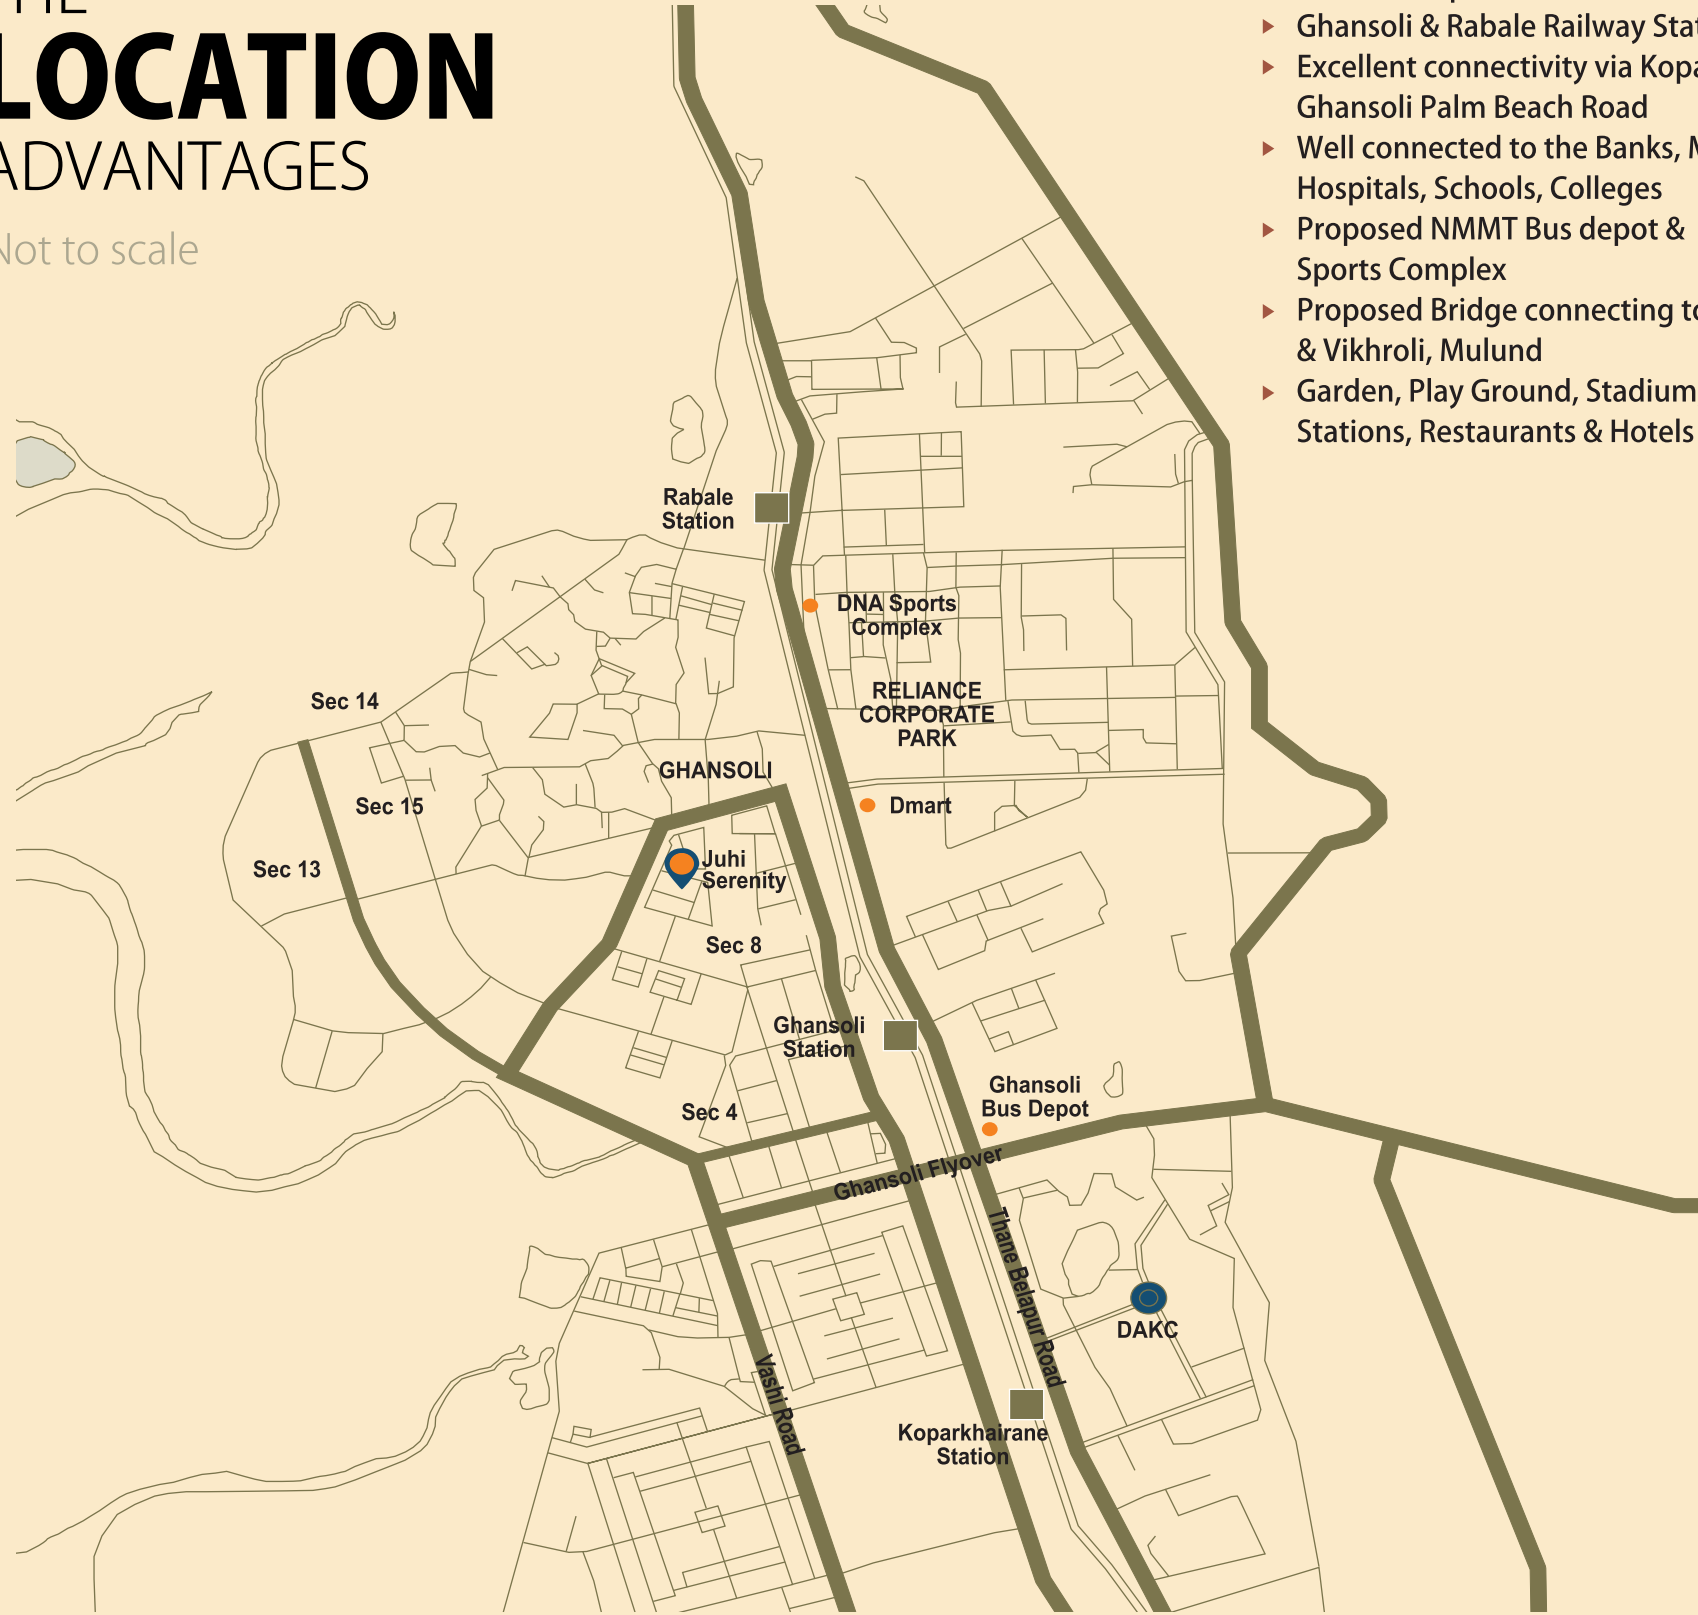 THE
LOCATION
ADVANTAGES
Not to scale
Ghansoli & Rabale Railway
Excellent connectivity via
Ghansoli Palm Beach Road
Well connected to the Banks,
Hospitals, Schools, Colleges
Proposed NMMT Bus depot &
Sports Complex
Proposed Bridge connecting
& Vikhroli, Mulund
Garden, Play Ground, Stadium
Stations, Restaurants & Hotels
Rabale
Station
DNA Sports
Complex
RELIANCE
CORPORATE
PARK
Sec 14
GHANSOLI
Sec 15
Dmart
Sec 13
Juhi
Serenity
Sec 8
Ghansoli
Station
Ghansoli
Bus Depot
Sec 4
Ghansoli Flyover
Thane Belapur Road
DAKC
Vashi Road
Koparkhairane
Station